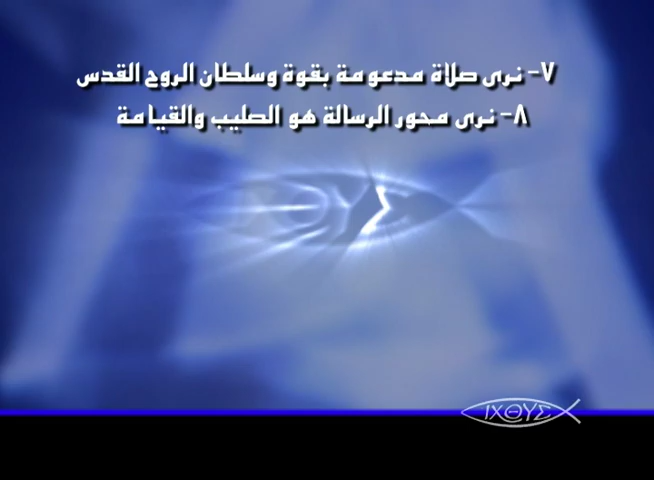 ٧- نرى صلاة مدعومة بقوة وسلطان الروح القدس
٨- نرى محور الرسالة هو الصليب والقيامة
ΙΧΘΥΣ